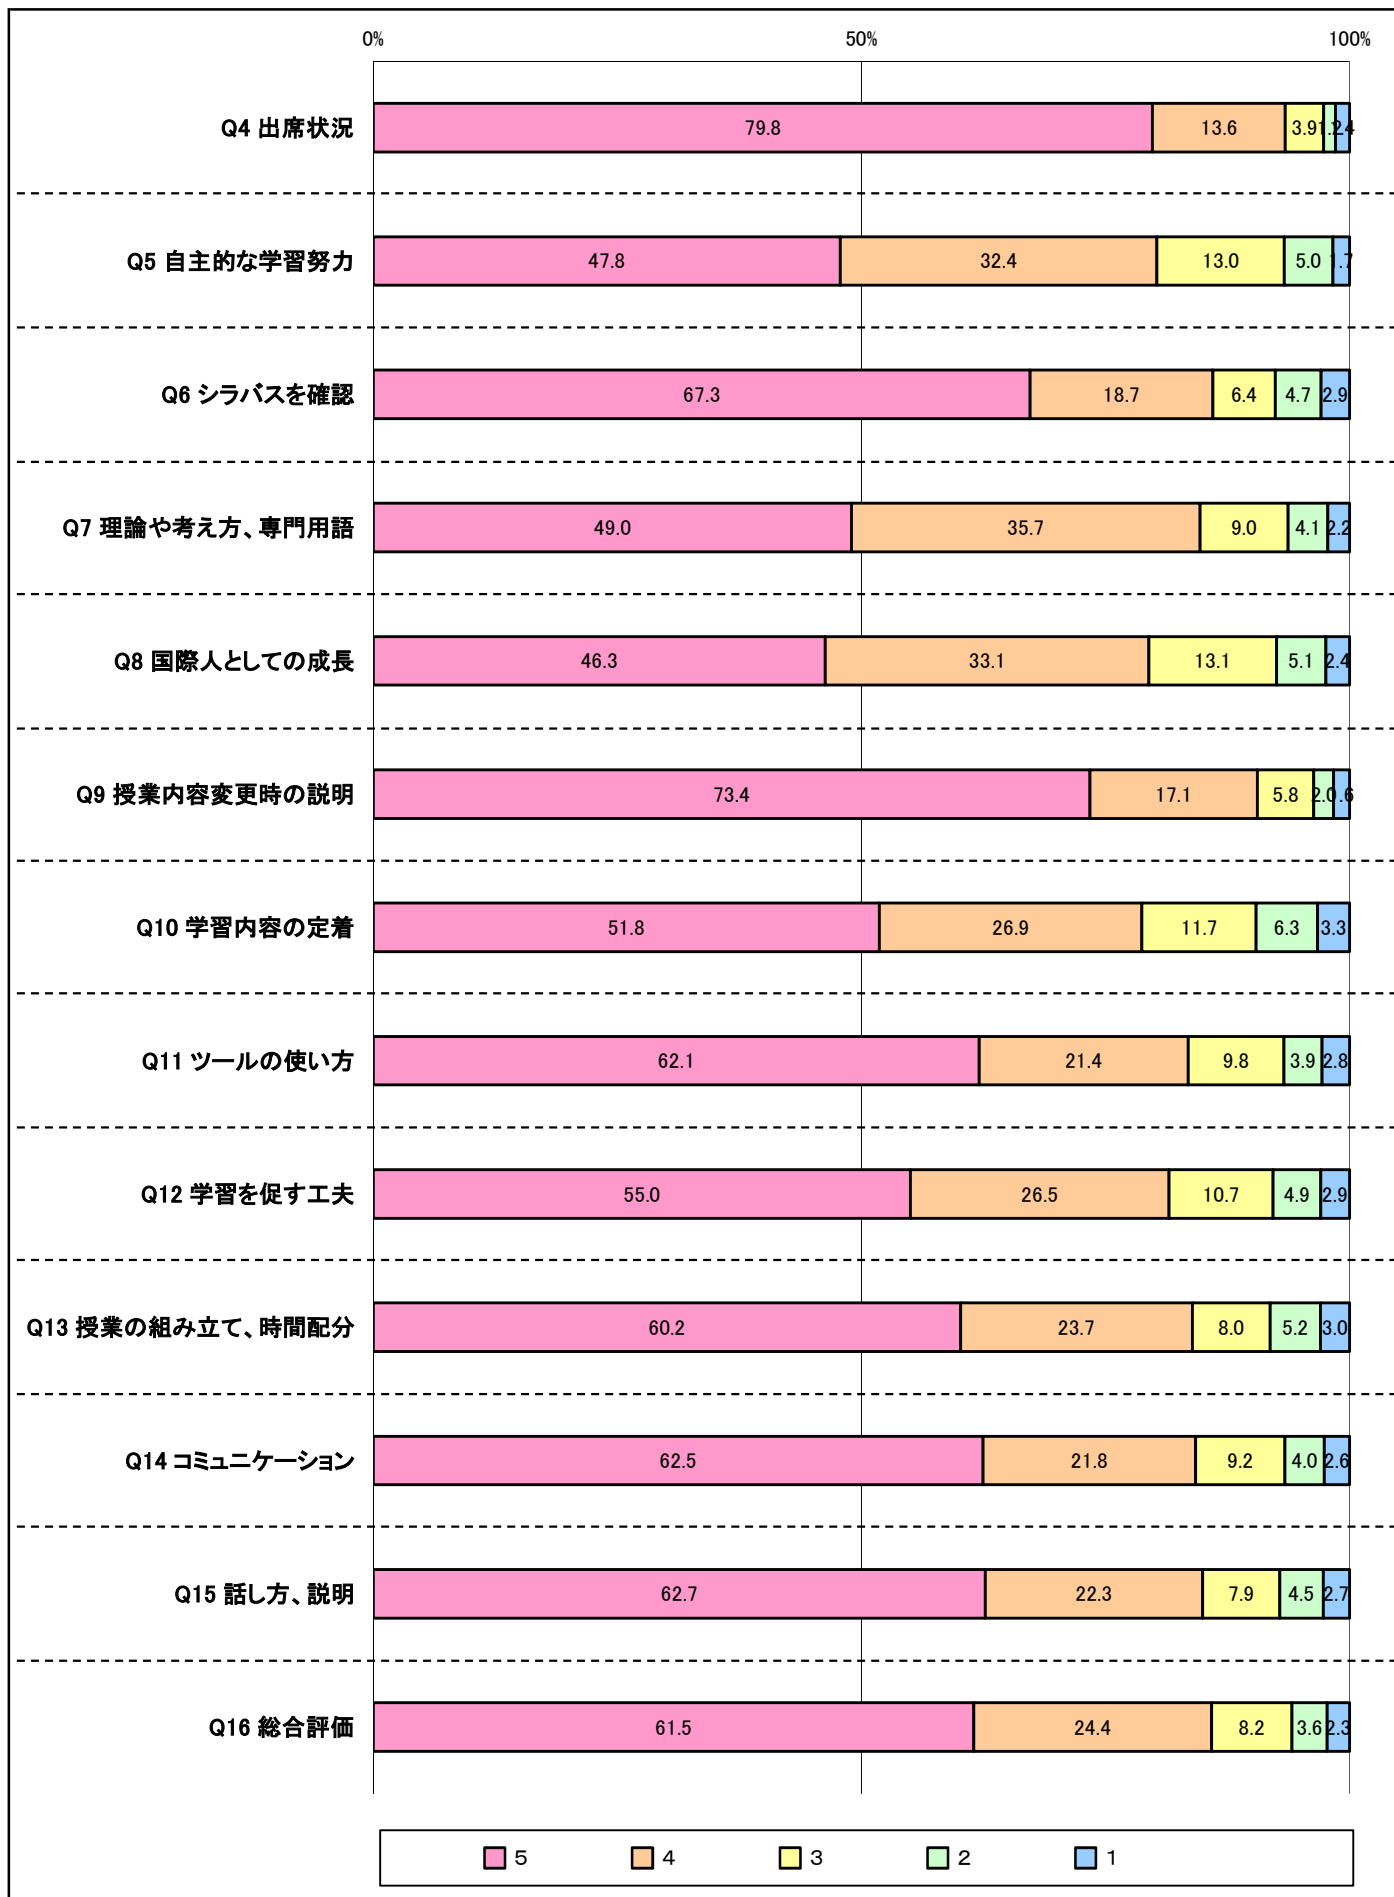 0% 50% 100%
Q4 出席状況 79.8 13.6 3.9
Q5 自主的な学習努力 47.8 32.4 13.0 5.0 1.7
Q6 シラバスを確認 67.3 18.7 6.4 4.7 2.9
Q7 理論や考え方、専門用語 49.0 35.7 9.0 4.1 2.2
Q8 国際人としての成長 46.3 33.1 13.1 5.1 2.4
Q9 授業内容変更時の説明 73.4 17.1 5.8 2.0 1.6
Q10 学習内容の定着 51.8 26.9 11.7 6.3 3.3
Q11 ツールの使い方 62.1 21.4 9.8 3.9 2.8
Q12 学習を促す工夫 55.0 26.5 10.7 4.9 2.9
Q13 授業の組み立て、時間配分 60.2 23.7 8.0 5.2 3.0
Q14 コミュニケーション 62.5 21.8 9.2 4.0 2.6
Q15 話し方、説明 62.7 22.3 7.9 4.5 2.7
Q16 総合評価 61.5 24.4 8.2 3.6 2.3
5 4 3 2 1